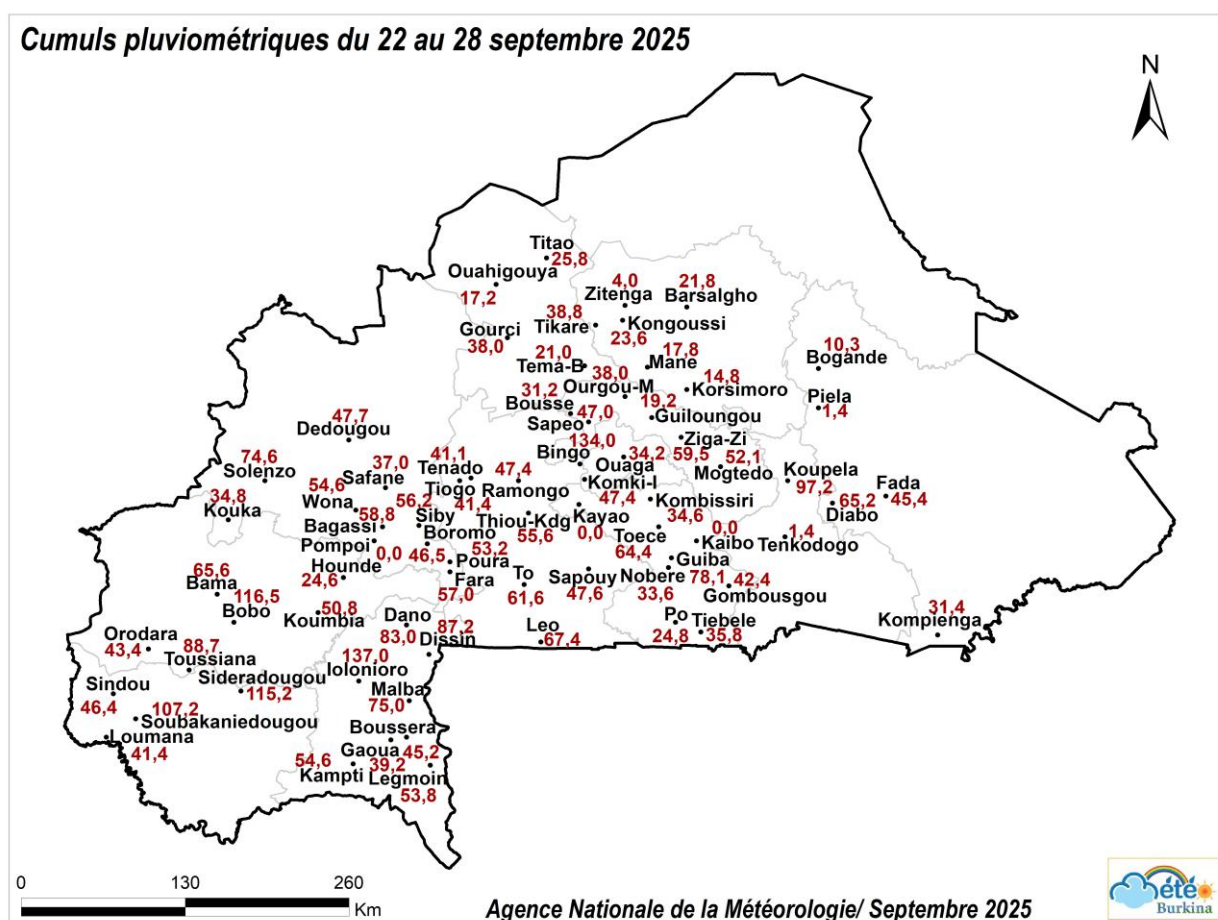 Cumuls pluviométriques du 22 au 28 septembre 2025
N
Titao
25,8
Ouahigouya
17,2
4,0
Zitenga
21,8
Barsalgho
38,8
Tikare
Kongoussi
23,6
Gourci
38,0
10,3
Bogande
21,0
Tema-B
17,8
Mane
38,0
Ourgou-M
14,8
Korsimoro
Piela
1,4
31,2
Bousse
19,2
Guiloungou
47,0
Sapeo
47,7
Dedougou
Ziga-Zi
59,5
134,0
Bingo
34,2
Ouaga
52,1
Mogtedo
74,6
Solenzo
37,0
Safane
41,1
Tenado
47,4
Ramongo
Komki-I
47,4
Koupela
97,2
Fada
45,4
54,6
Wona
Tiogo
41,4
Kombissiri
34,6
65,2
Diabo
34,8
Kouka
58,8
Bagassi
56,2
Siby
Thiou-Kdg
55,6
Kayao
0,0
Toece
64,4
0,0
Kaibo
1,4
Tenkodogo
Pompoi
0,0
Boromo
46,5
53,2
Poura
Guiba
78,1
Hounde
24,6
Fara
57,0
To
61,6
Sapouy
47,6
Nobere
33,6
42,4
Gombousgou
65,6
Bama
116,5
Bobo
50,8
Koumbia
Dano
83,0
87,2
Dissin
Leo
67,4
Po
24,8
Tiebele
35,8
31,4
Kompienga
Orodara
43,4
88,7
Toussiana
Sideradougou
115,2
137,0
Iolonioro
Malba
75,0
Sindou
46,4
107,2
Soubakaniedougou
Loumana
41,4
Boussera
45,2
Gaoua
39,2
54,6
Kampti
Legmoin
53,8
0 130 260
Km
Agence Nationale de la Météorologie/ Septembre 2025
Météo
Burkina